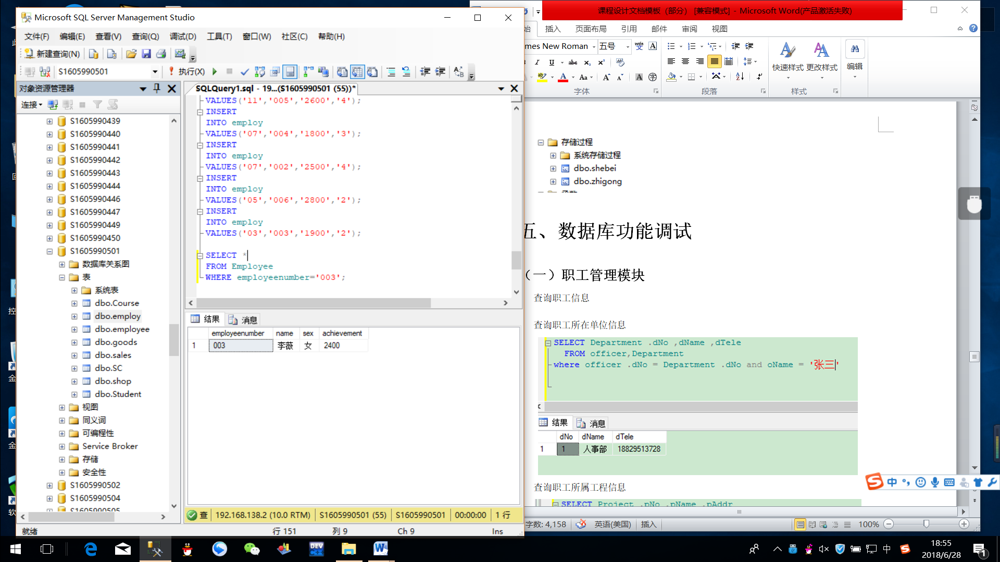 Microsoft SQL Server Management Studio
文件(F) 编辑(E) 查看(V) 查询(Q) 调试(D) 工具(T) 窗口(W) 社区(C) 帮助(H)
新建查询(N)
S1605990501 执行(X)
对象资源管理器
连接
S1605990439
S1605990440
S1605990441
S1605990442
S1605990443
S1605990444
S1605990446
S1605990447
S1605990449
S1605990450
S1605990501
数据库关系图
表
系统表
dbo.Course
dbo.employ
dbo.employee
dbo.goods
dbo.sales
dbo.SC
dbo.shop
dbo.Student
视图
同义词
可编程性
Service Broker
存储
安全性
S1605990502
S1605990504
S1605990505
SQLQuery1.sql - 19...(S1605990501 (55))*
VALUES('11','005','2600','4');
INSERT
INTO employ
VALUES('07','004','1800','3');
INSERT
INTO employ
VALUES('07','002','2500','4');
INSERT
INTO employ
VALUES('05','006','2800','2');
INSERT
INTO employ
VALUES('03','003','1900','2');
SELECT *
FROM Employee
WHERE employeenumber='003';
结果 消息
employeenumber name sex achievement
1 003 李薇 女 2400
查 192.168.138.2 (10.0 RTM) S1605990501 (55) S1605990501 00:00:00 1 行
就绪 行 151 列 9 Ch 9 Ins
课程设计文档模板（部分） [兼容模式] - Microsoft Word(产品激活失败)
始 插入 页面布局 引用 邮件 审阅 视图
mes New Roman 五号
快速样式 更改样式 编辑
字体 段落 样式
存储过程
系统存储过程
dbo.shebei
dbo.zhigong
五、数据库功能调试
（一）职工管理模块
查询职工信息
查询职工所在单位信息
SELECT Department .dNo ,dName ,dTele
FROM officer,Department
where officer .dNo = Department .dNo and oName = '张三'
结果 消息
dNo dName dTele
1 1 人事部 18829513728
查询职工所属工程信息
SELECT Project .pNo ,pName ,pAddr
字数: 4,158 英语(美国) 插入 100%
中
18:55
2018/6/28
中
1